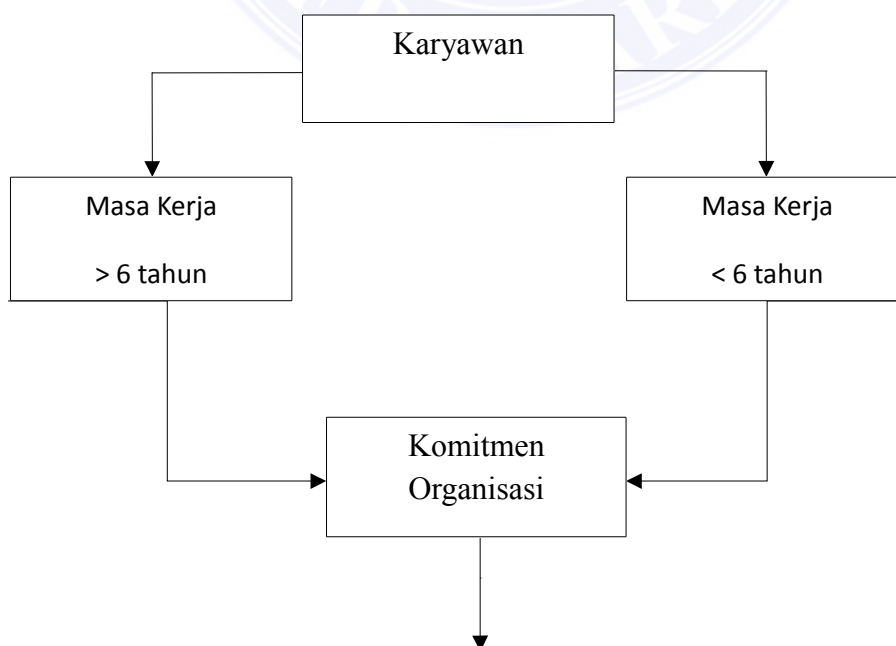 Karyawan
Masa Kerja
> 6 tahun
Masa Kerja
< 6 tahun
Komitmen
Organisasi